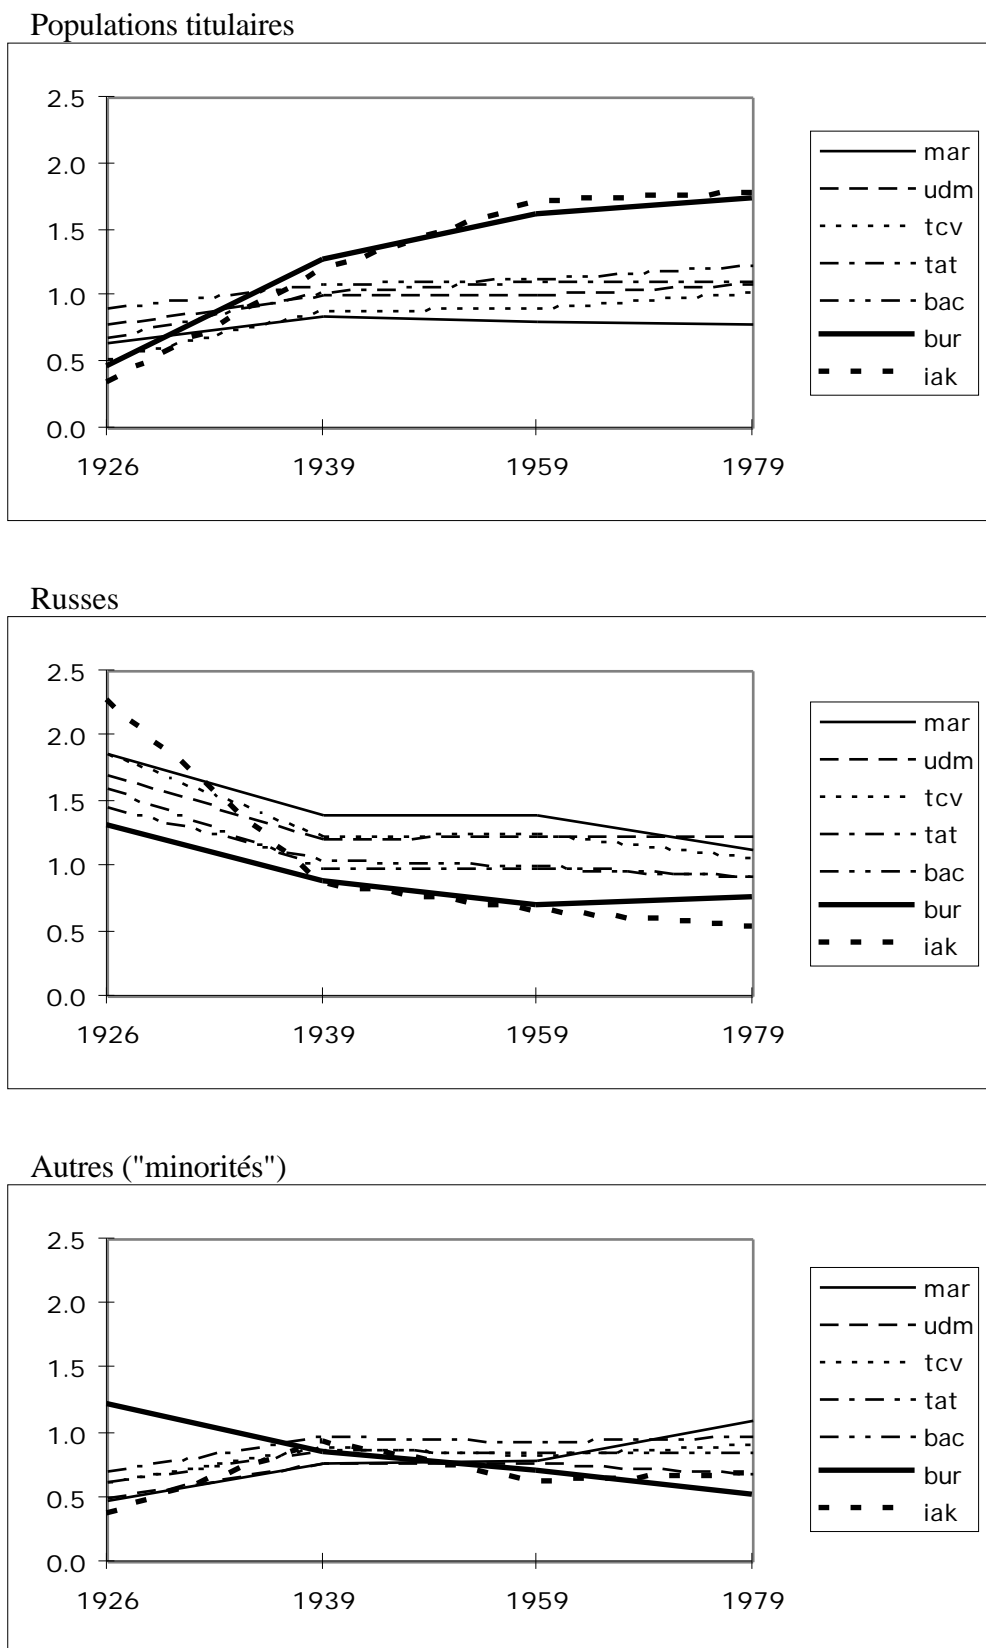 Populations titulaires
2.5
2.0
1.5
1.0
0.5
0.0
1926 1939 1959 1979
mar
udm
tcv
tat
bac
bur
iak
Russes
2.5
2.0
1.5
1.0
0.5
0.0
1926 1939 1959 1979
mar
udm
tcv
tat
bac
bur
iak
Autres ("minorités")
2.5
2.0
1.5
1.0
0.5
0.0
1926 1939 1959 1979
mar
udm
tcv
tat
bac
bur
iak